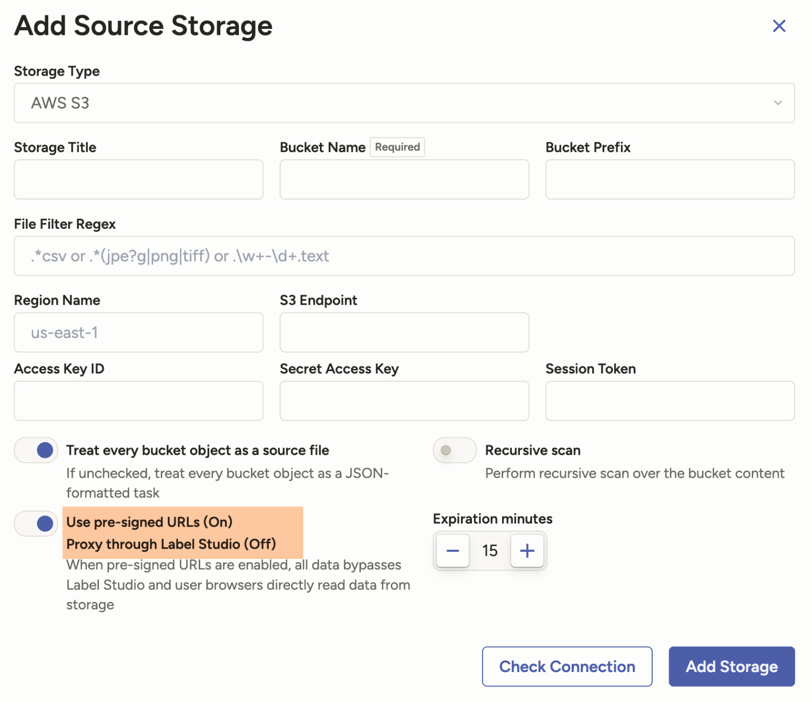 Add Source Storage
Storage Type
AWS S3
Storage Title
Bucket Name Required
Bucket Prefix
File Filter Regex
.*csv or .*(jpe?g|png|tiff) or .\w+-\d+.text
Region Name
S3 Endpoint
us-east-1
Access Key ID
Secret Access Key
Session Token
Treat every bucket object as a source file
If unchecked, treat every bucket object as a JSON-
formatted task
Recursive scan
Perform recursive scan over the bucket content
Use pre-signed URLs (On)
Proxy through Label Studio (Off)
When pre-signed URLs are enabled, all data bypasses
Label Studio and user browsers directly read data from
storage
Expiration minutes
15
Check Connection
Add Storage